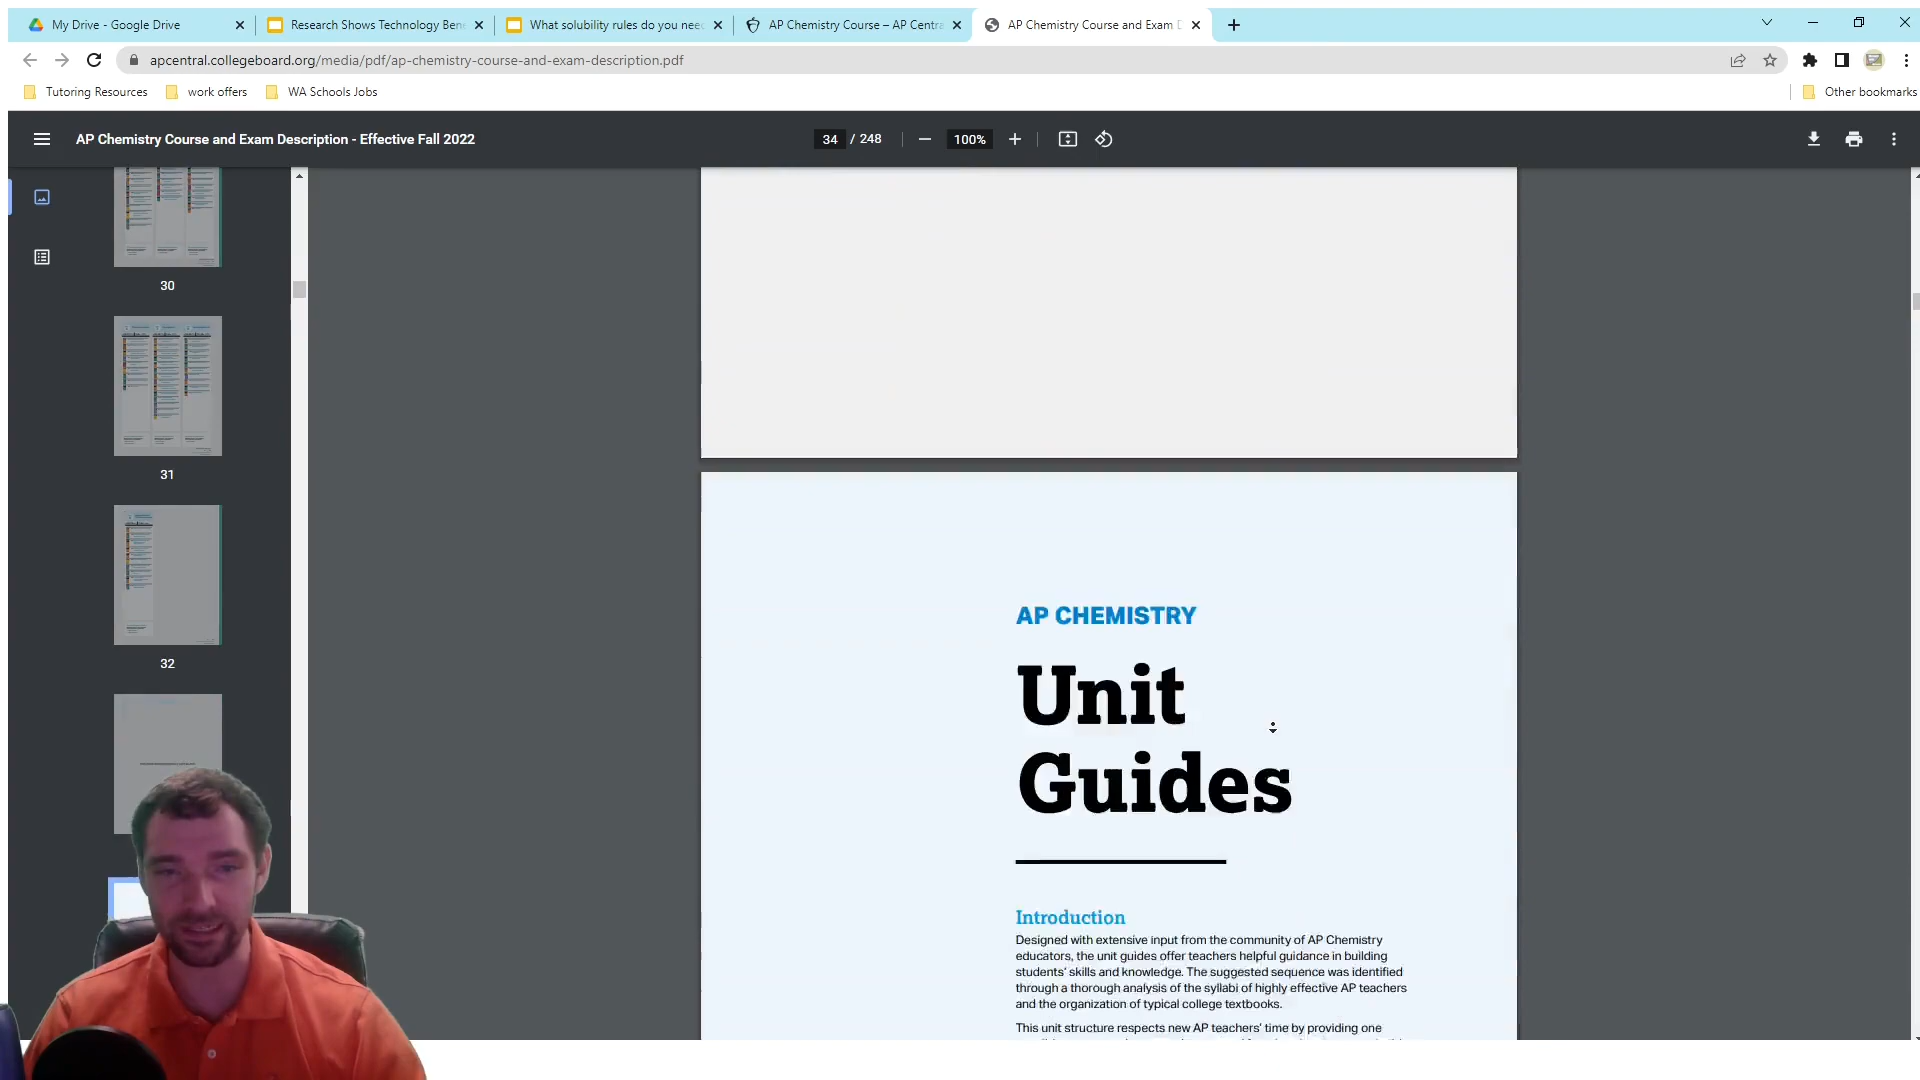 My Drive - Google Drive
Research Shows Technology Bene
What solubility rules do you need
AP Chemistry Course – AP Centra
AP Chemistry Course and Exam D
apcentral.collegeboard.org/media/pdf/ap-chemistry-course-and-exam-description.pdf
Tutoring Resources
work offers
WA Schools Jobs
Other bookmarks
AP Chemistry Course and Exam Description - Effective Fall 2022
34 / 248
100%
30
31
32
AP CHEMISTRY
Unit
Guides
Introduction
Designed with extensive input from the community of AP Chemistry
educators, the unit guides offer teachers helpful guidance in building
students' skills and knowledge. The suggested sequence was identified
through a thorough analysis of the syllabi of highly effective AP teachers
and the organization of typical college textbooks.
This unit structure respects new AP teachers' time by providing one